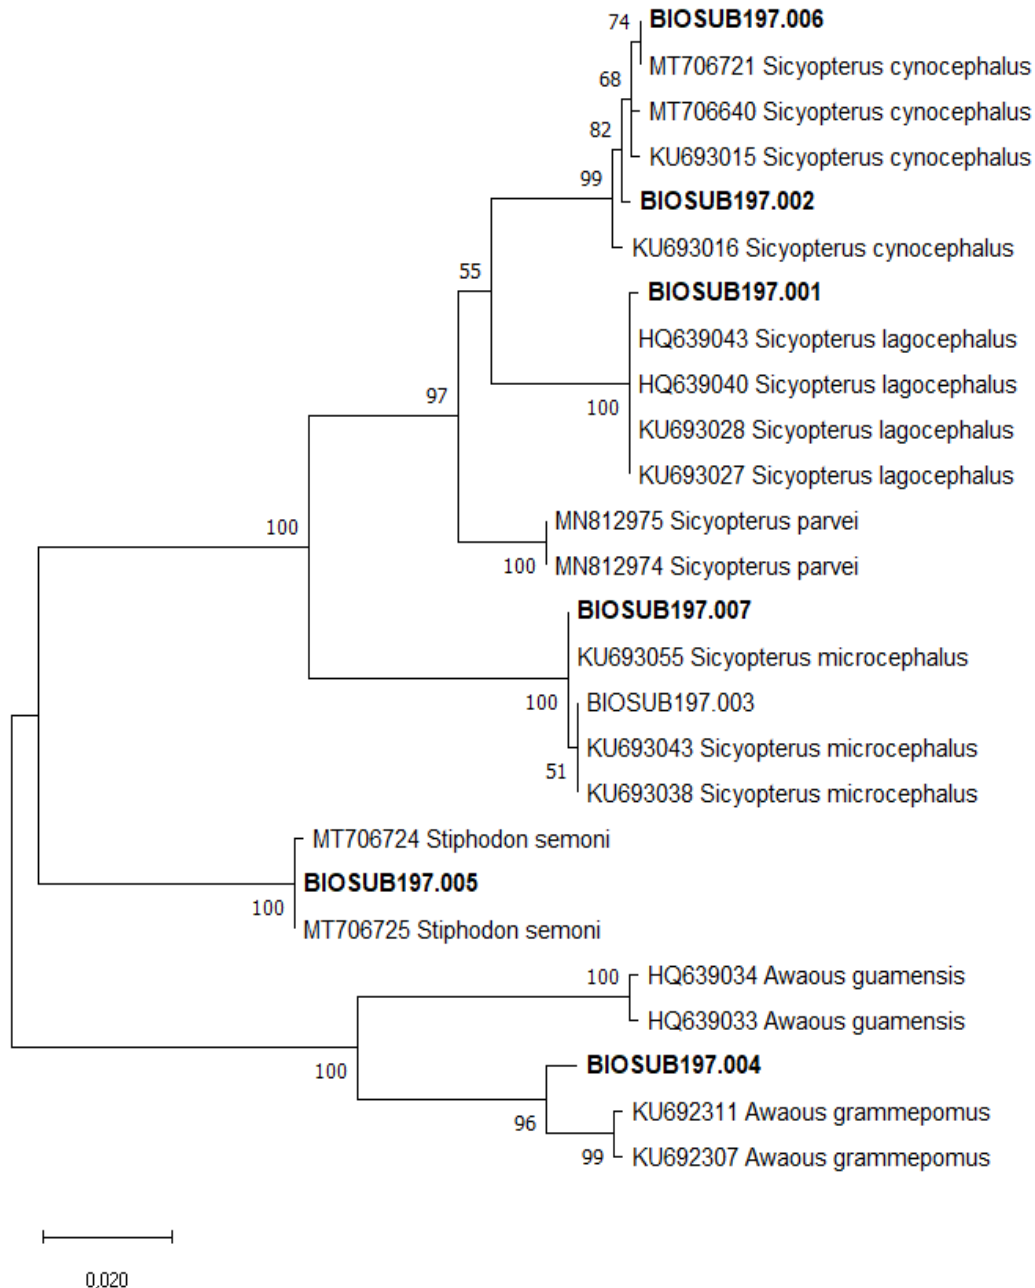 74
BIOSUB197.006
MT706721 Sicyopterus cynocephalus
68
MT706640 Sicyopterus cynocephalus
82
KU693015 Sicyopterus cynocephalus
99
BIOSUB197.002
KU693016 Sicyopterus cynocephalus
55
BIOSUB197.001
HQ639043 Sicyopterus lagocephalus
HQ639040 Sicyopterus lagocephalus
97
100
KU693028 Sicyopterus lagocephalus
KU693027 Sicyopterus lagocephalus
100
MN812975 Sicyopterus parvei
100
MN812974 Sicyopterus parvei
BIOSUB197.007
KU693055 Sicyopterus microcephalus
100
BIOSUB197.003
KU693043 Sicyopterus microcephalus
51
KU693038 Sicyopterus microcephalus
MT706724 Stiphodon semoni
BIOSUB197.005
100
MT706725 Stiphodon semoni
100
HQ639034 Awaous guamensis
HQ639033 Awaous guamensis
100
BIOSUB197.004
96
KU692311 Awaous grammepomus
99
KU692307 Awaous grammepomus
0,020